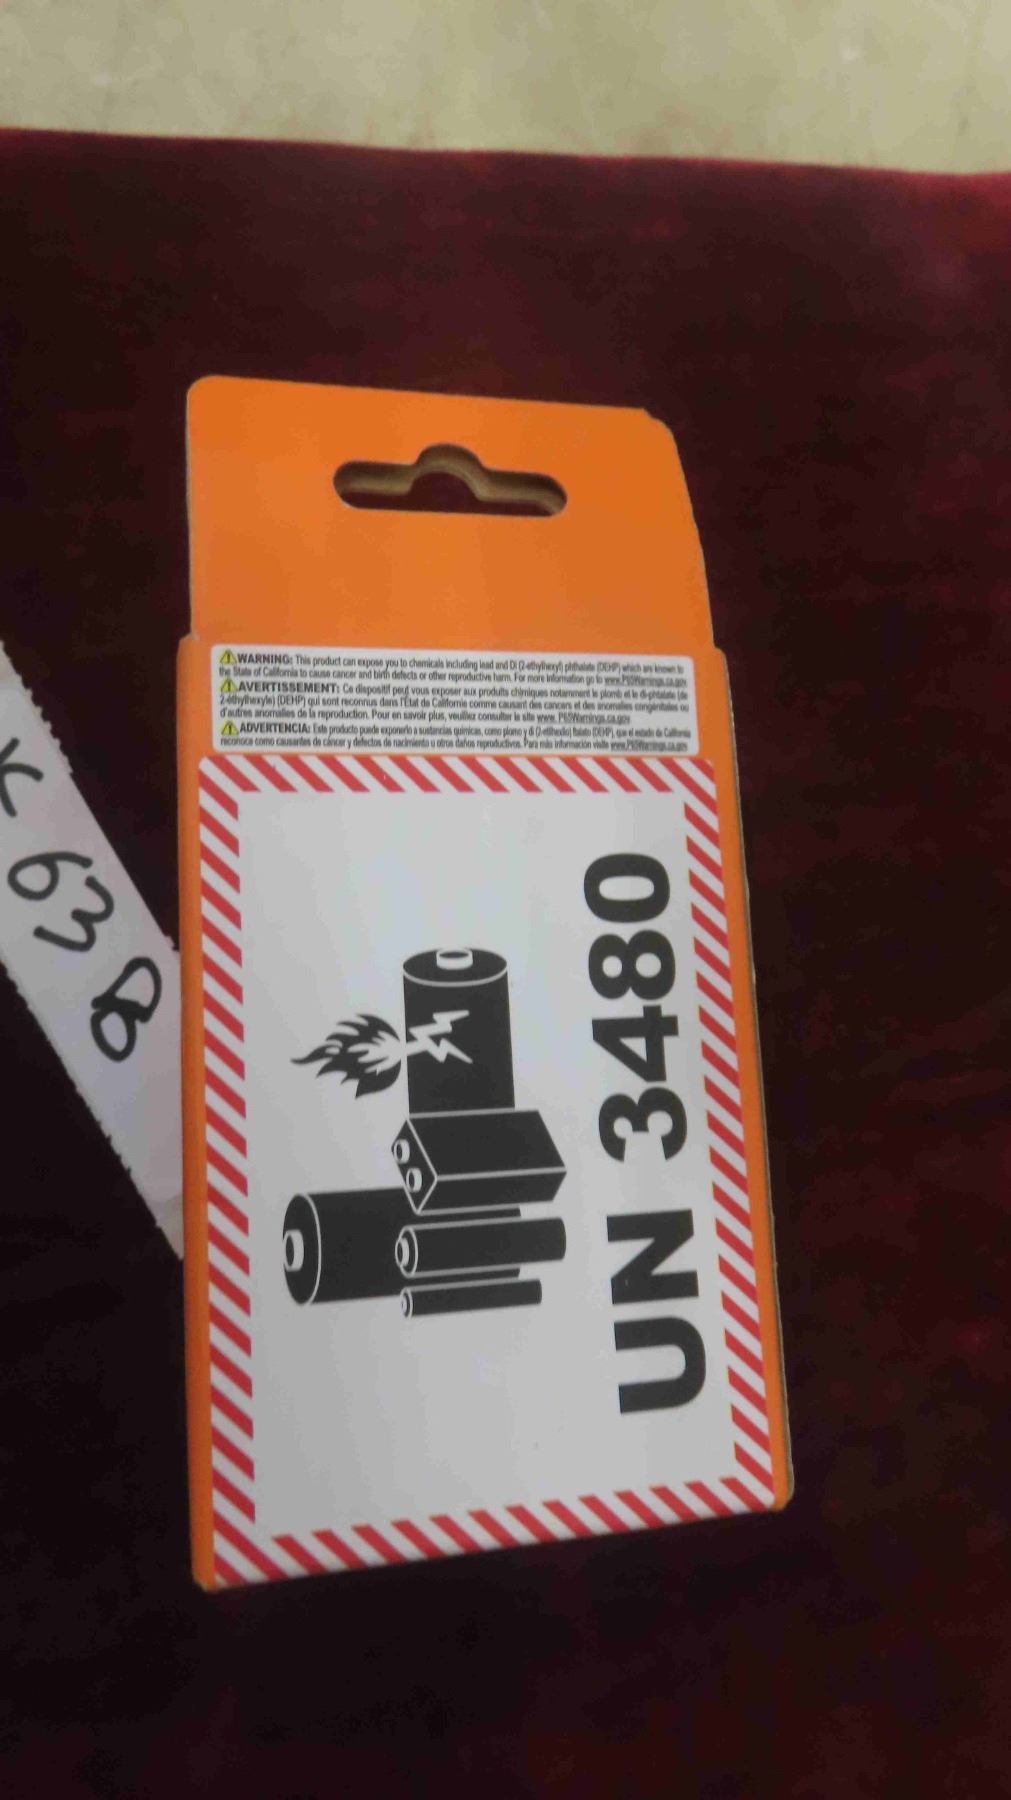 WARNING: This product can expose you to chemicals including lead and Di (2-ethylhexyl) phthalate (DEHP) which are known to
the State of California to cause cancer and birth defects or other reproductive harm. For more information go to www.P65Warnings.ca.gov
AVERTISSEMENT: Ce dispositif peut vous exposer aux produits chimiques notamment le plomb et le di-phtalate (de
2-éthylhexyle) (DEHP) qui sont reconnus dans l'État de Californie comme causant des cancers et des anomalies congénitales ou
d'autres anomalies de la reproduction. Pour en savoir plus, veuillez consulter le site www. P65Warnings.ca.gov
ADVERTENCIA: Este producto puede exponerlo a sustancias químicas, como plomo y di (2-etilhexilo) ftalato (DEHP), que el estado de California
reconoce como causantes de cáncer y defectos de nacimiento u otros daños reproductivos. Para más información visite www.P65Warnings.ca.gov
UN 3480
638